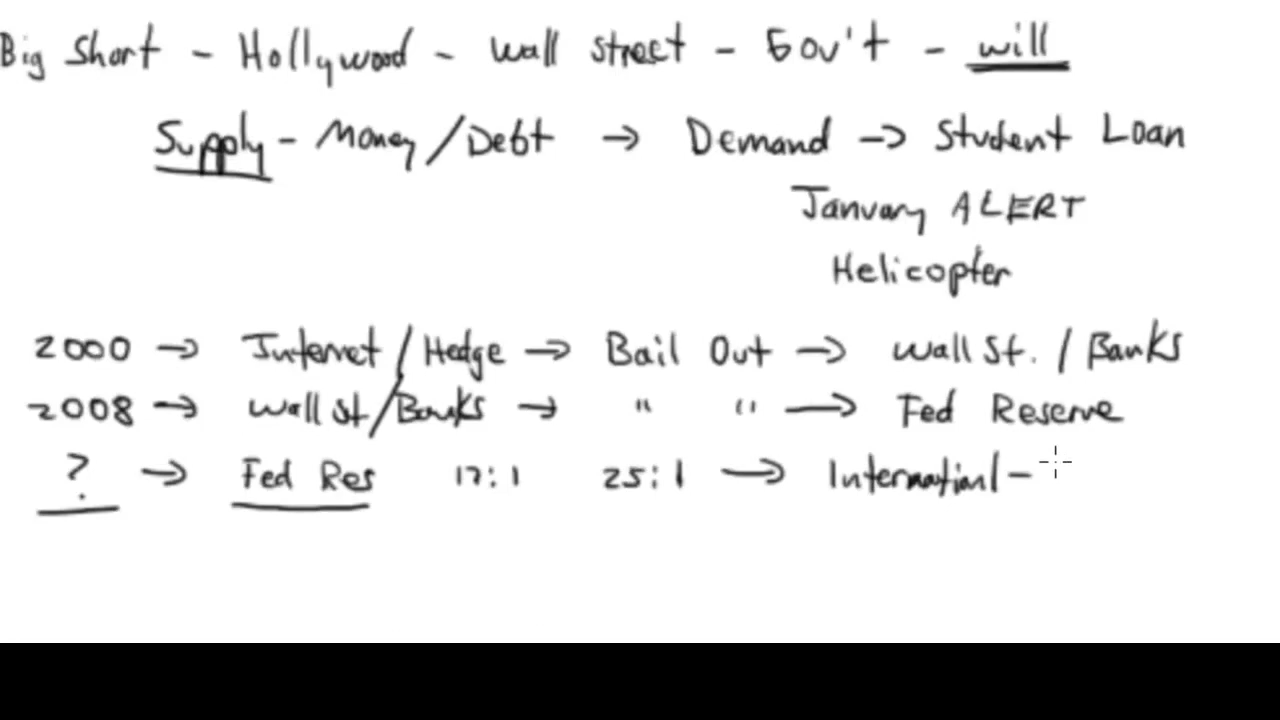 Big Short - Hollywood - Wall Street - Gov't - will
Supply - Money / Debt → Demand → Student Loan
January ALERT
Helicopter
2000 → Internet / Hedge → Bail Out → Wall St. / Banks
2008 → Wall St / Banks → " " → Fed Reserve
? → Fed Res 17:1 25:1 → Internationl -